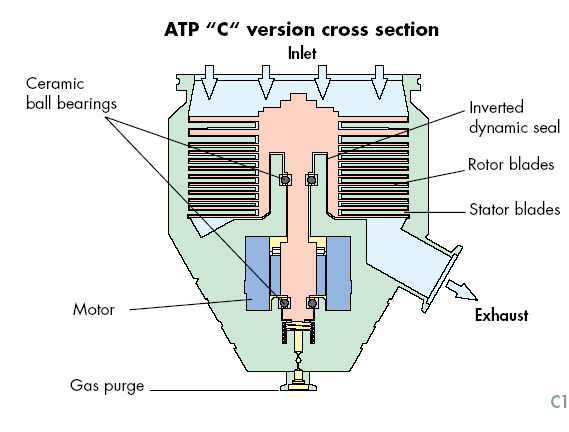 ATP “C“ version cross section
Inlet
Ceramic
ball bearings
Inverted
dynamic seal
Rotor blades
Stator blades
Motor
Exhaust
Gas purge
C1